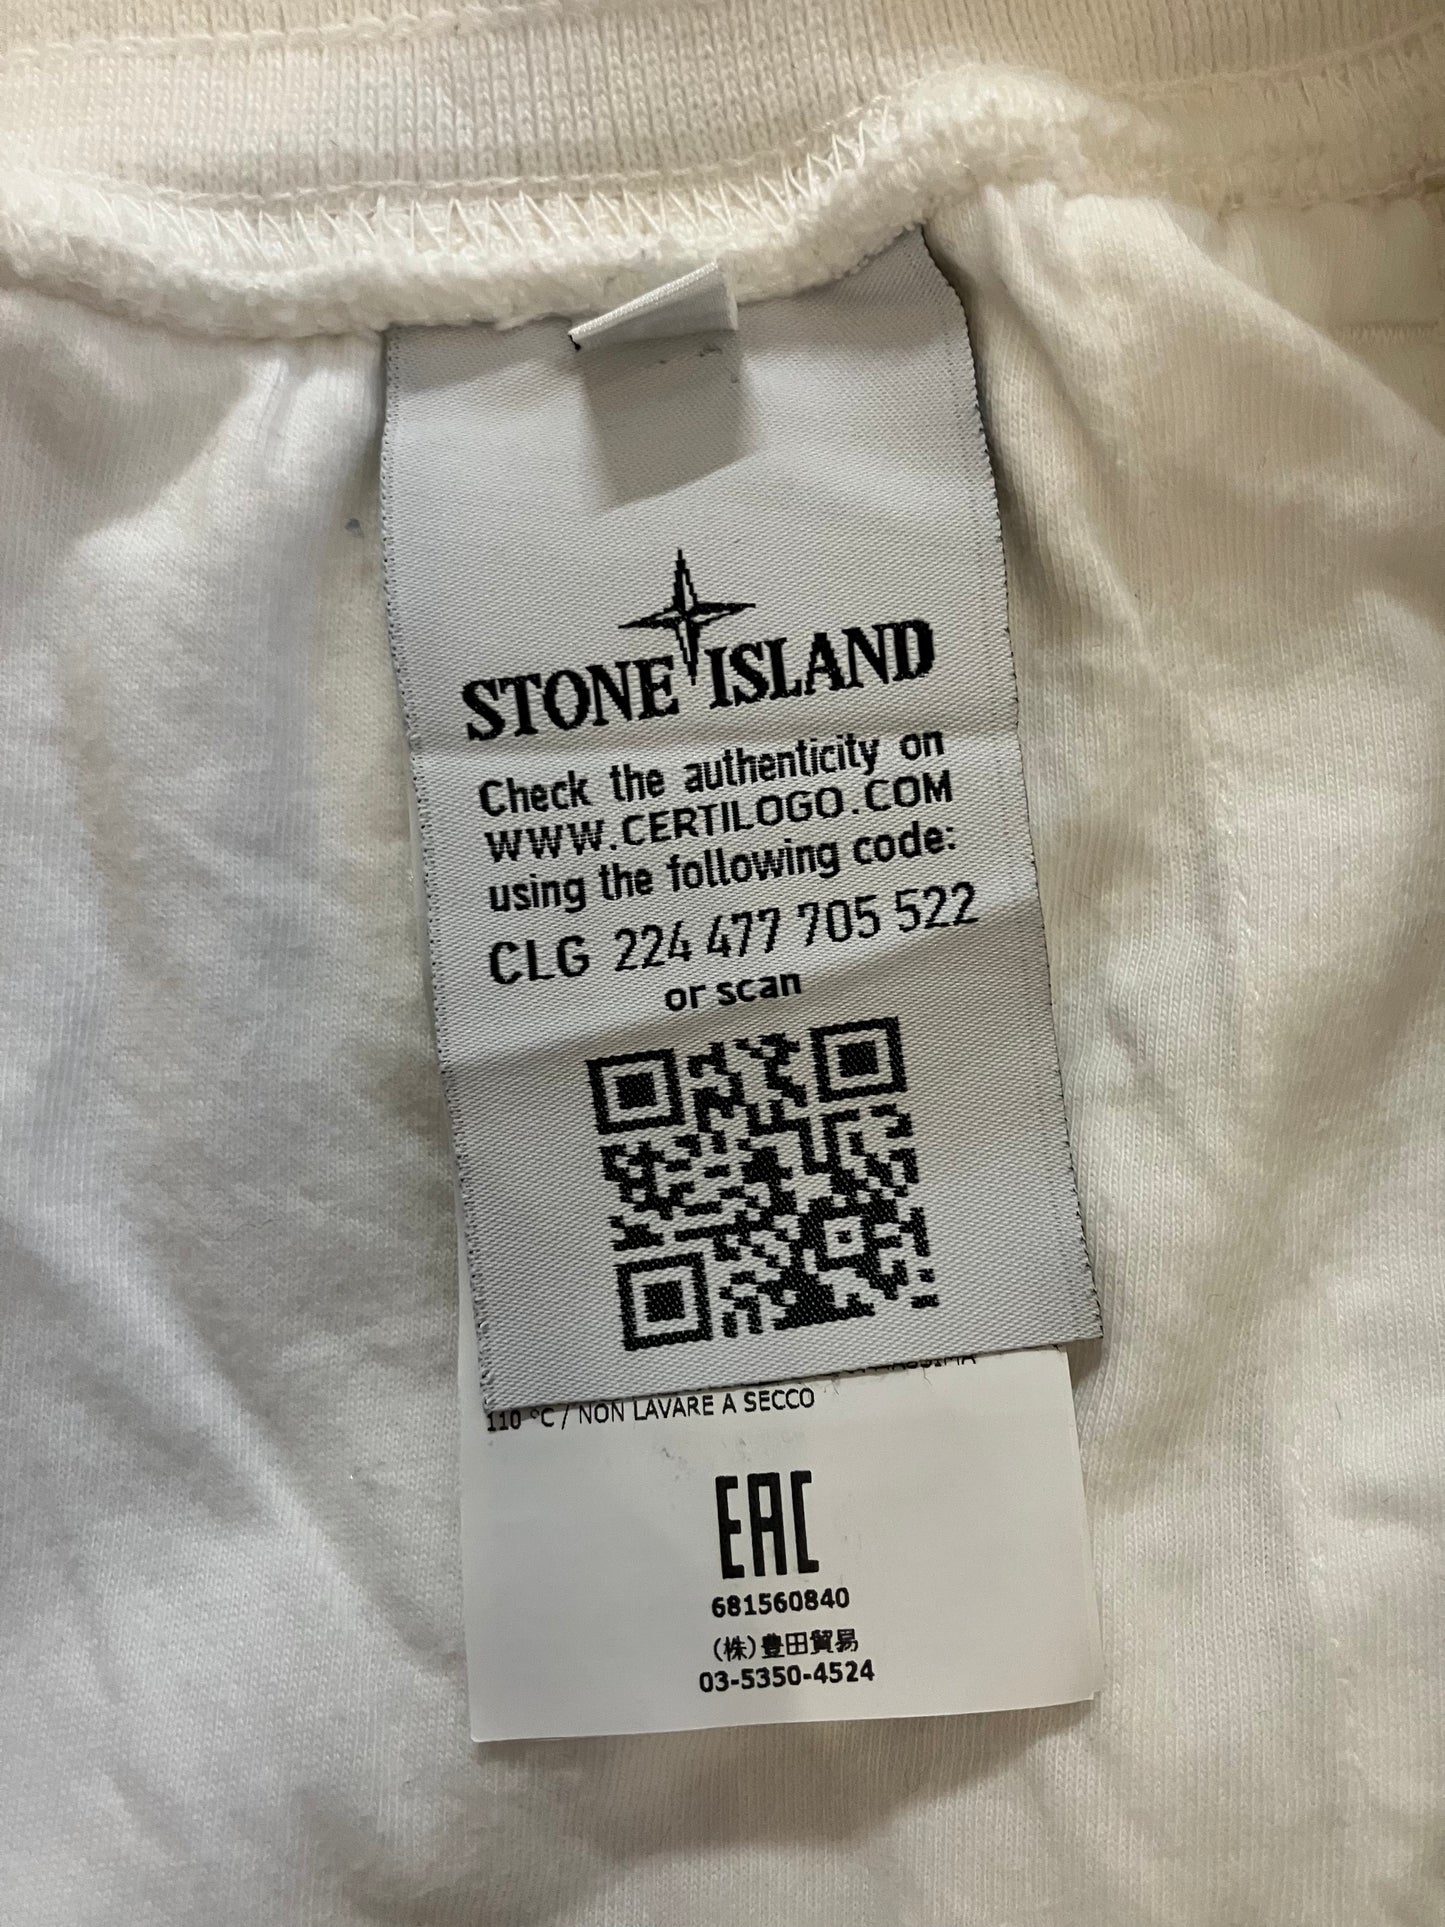 STONE ISLAND
Check the authenticity on
WWW.CERTILOGO.COM
using the following code:
CLG 224 477 705 522
or scan
110 °C / NON LAVARE A SECCO
EAC
681560840
(株)豊田貿易
03-5350-4524